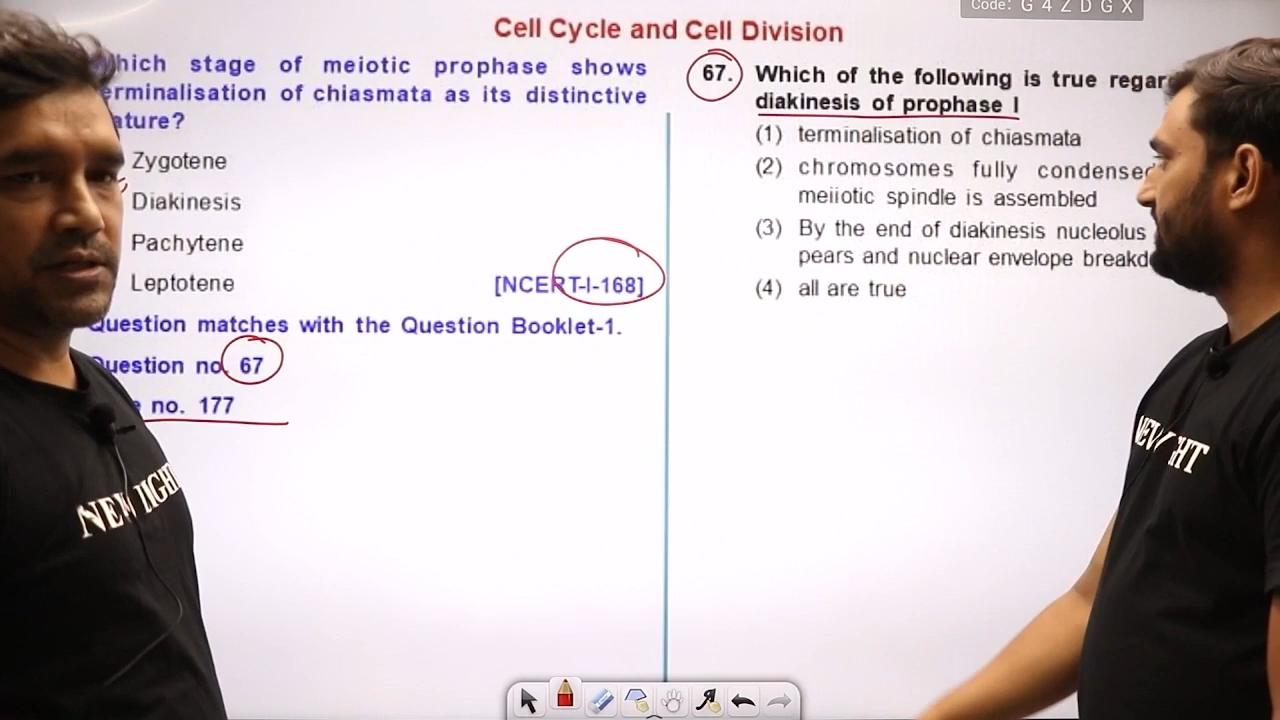 Code: G 4 Z D G X
Cell Cycle and Cell Division
hich stage of meiotic prophase shows
erminalisation of chiasmata as its distinctive
ature?
Zygotene
Diakinesis
Pachytene
Leptotene [NCERT-I-168]
Question matches with the Question Booklet-1.
Question no. 67
no. 177
67. Which of the following is true regar
diakinesis of prophase I
(1) terminalisation of chiasmata
(2) chromosomes fully condensed
meiiotic spindle is assembled
(3) By the end of diakinesis nucleolus
pears and nuclear envelope breakd
(4) all are true
NEW LIGHT
NEW HT